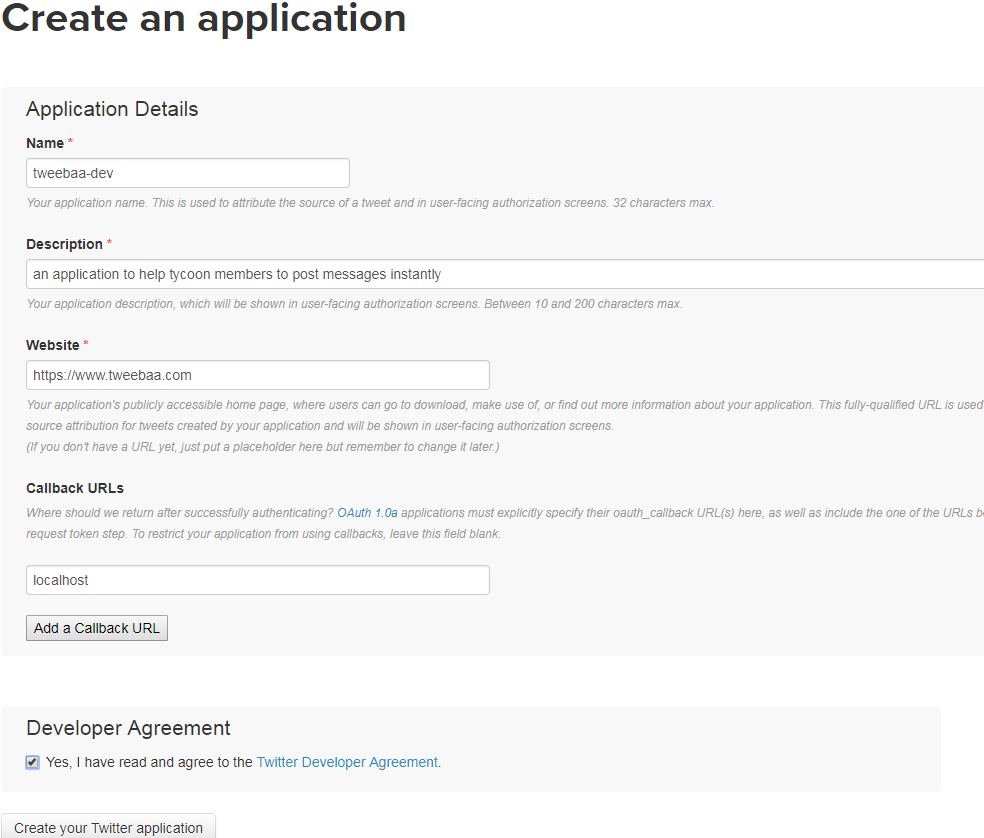 Create an application
Application Details
Name *
tweebaa-dev
Your application name. This is used to attribute the source of a tweet and in user-facing authorization screens. 32 characters max.
Description *
an application to help tycoon members to post messages instantly
Your application description, which will be shown in user-facing authorization screens. Between 10 and 200 characters max.
Website *
https://www.tweebaa.com
Your application's publicly accessible home page, where users can go to download, make use of, or find out more information about your application. This fully-qualified URL is used
source attribution for tweets created by your application and will be shown in user-facing authorization screens.
(If you don't have a URL yet, just put a placeholder here but remember to change it later.)
Callback URLs
Where should we return after successfully authenticating? OAuth 1.0a applications must explicitly specify their oauth_callback URL(s) here, as well as include the one of the URLs
request token step. To restrict your application from using callbacks, leave this field blank.
localhost
Add a Callback URL
Developer Agreement
Yes, I have read and agree to the Twitter Developer Agreement.
Create your Twitter application